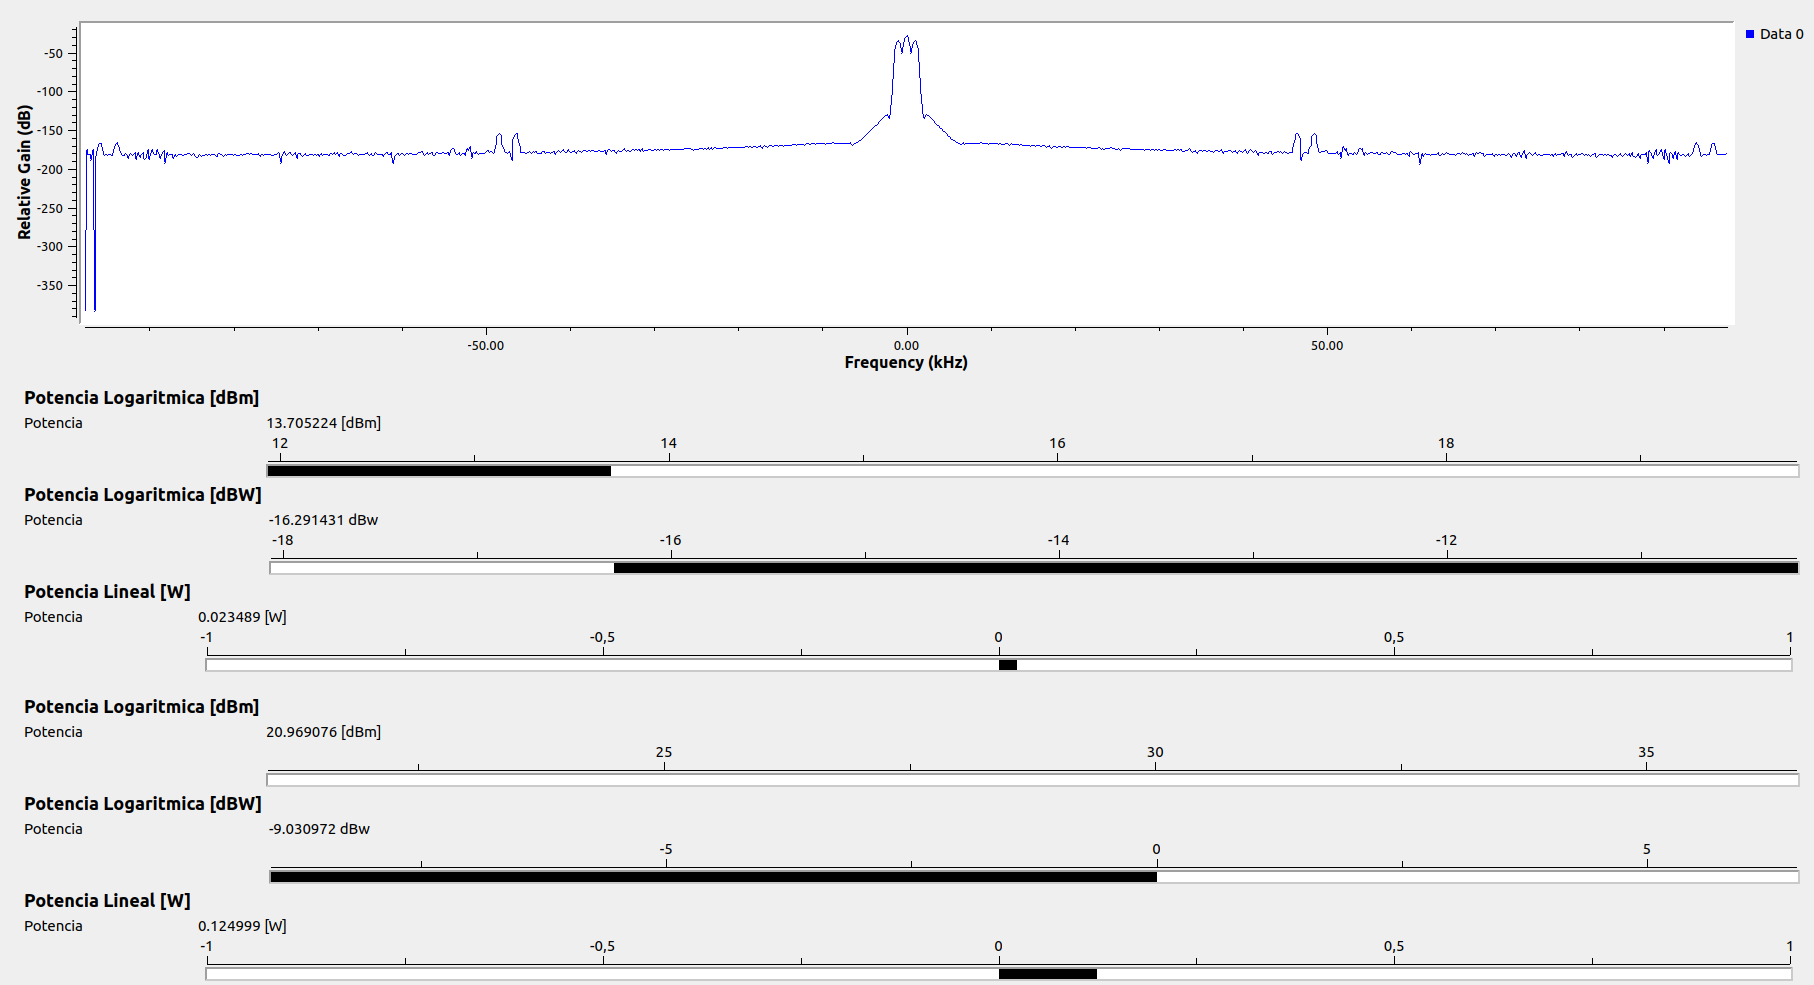 Data 0
-50
-100
-150
-200
-250
-300
-350
Relative Gain (dB)
-50.00 0.00 50.00
Frequency (kHz)
Potencia Logaritmica [dBm]
Potencia 13.705224 [dBm]
12 14 16 18
Potencia Logaritmica [dBW]
Potencia -16.291431 dBw
-18 -16 -14 -12
Potencia Lineal [W]
Potencia 0.023489 [W]
-1 -0,5 0 0,5 1
Potencia Logaritmica [dBm]
Potencia 20.969076 [dBm]
25 30 35
Potencia Logaritmica [dBW]
Potencia -9.030972 dBw
-5 0 5
Potencia Lineal [W]
Potencia 0.124999 [W]
-1 -0,5 0 0,5 1